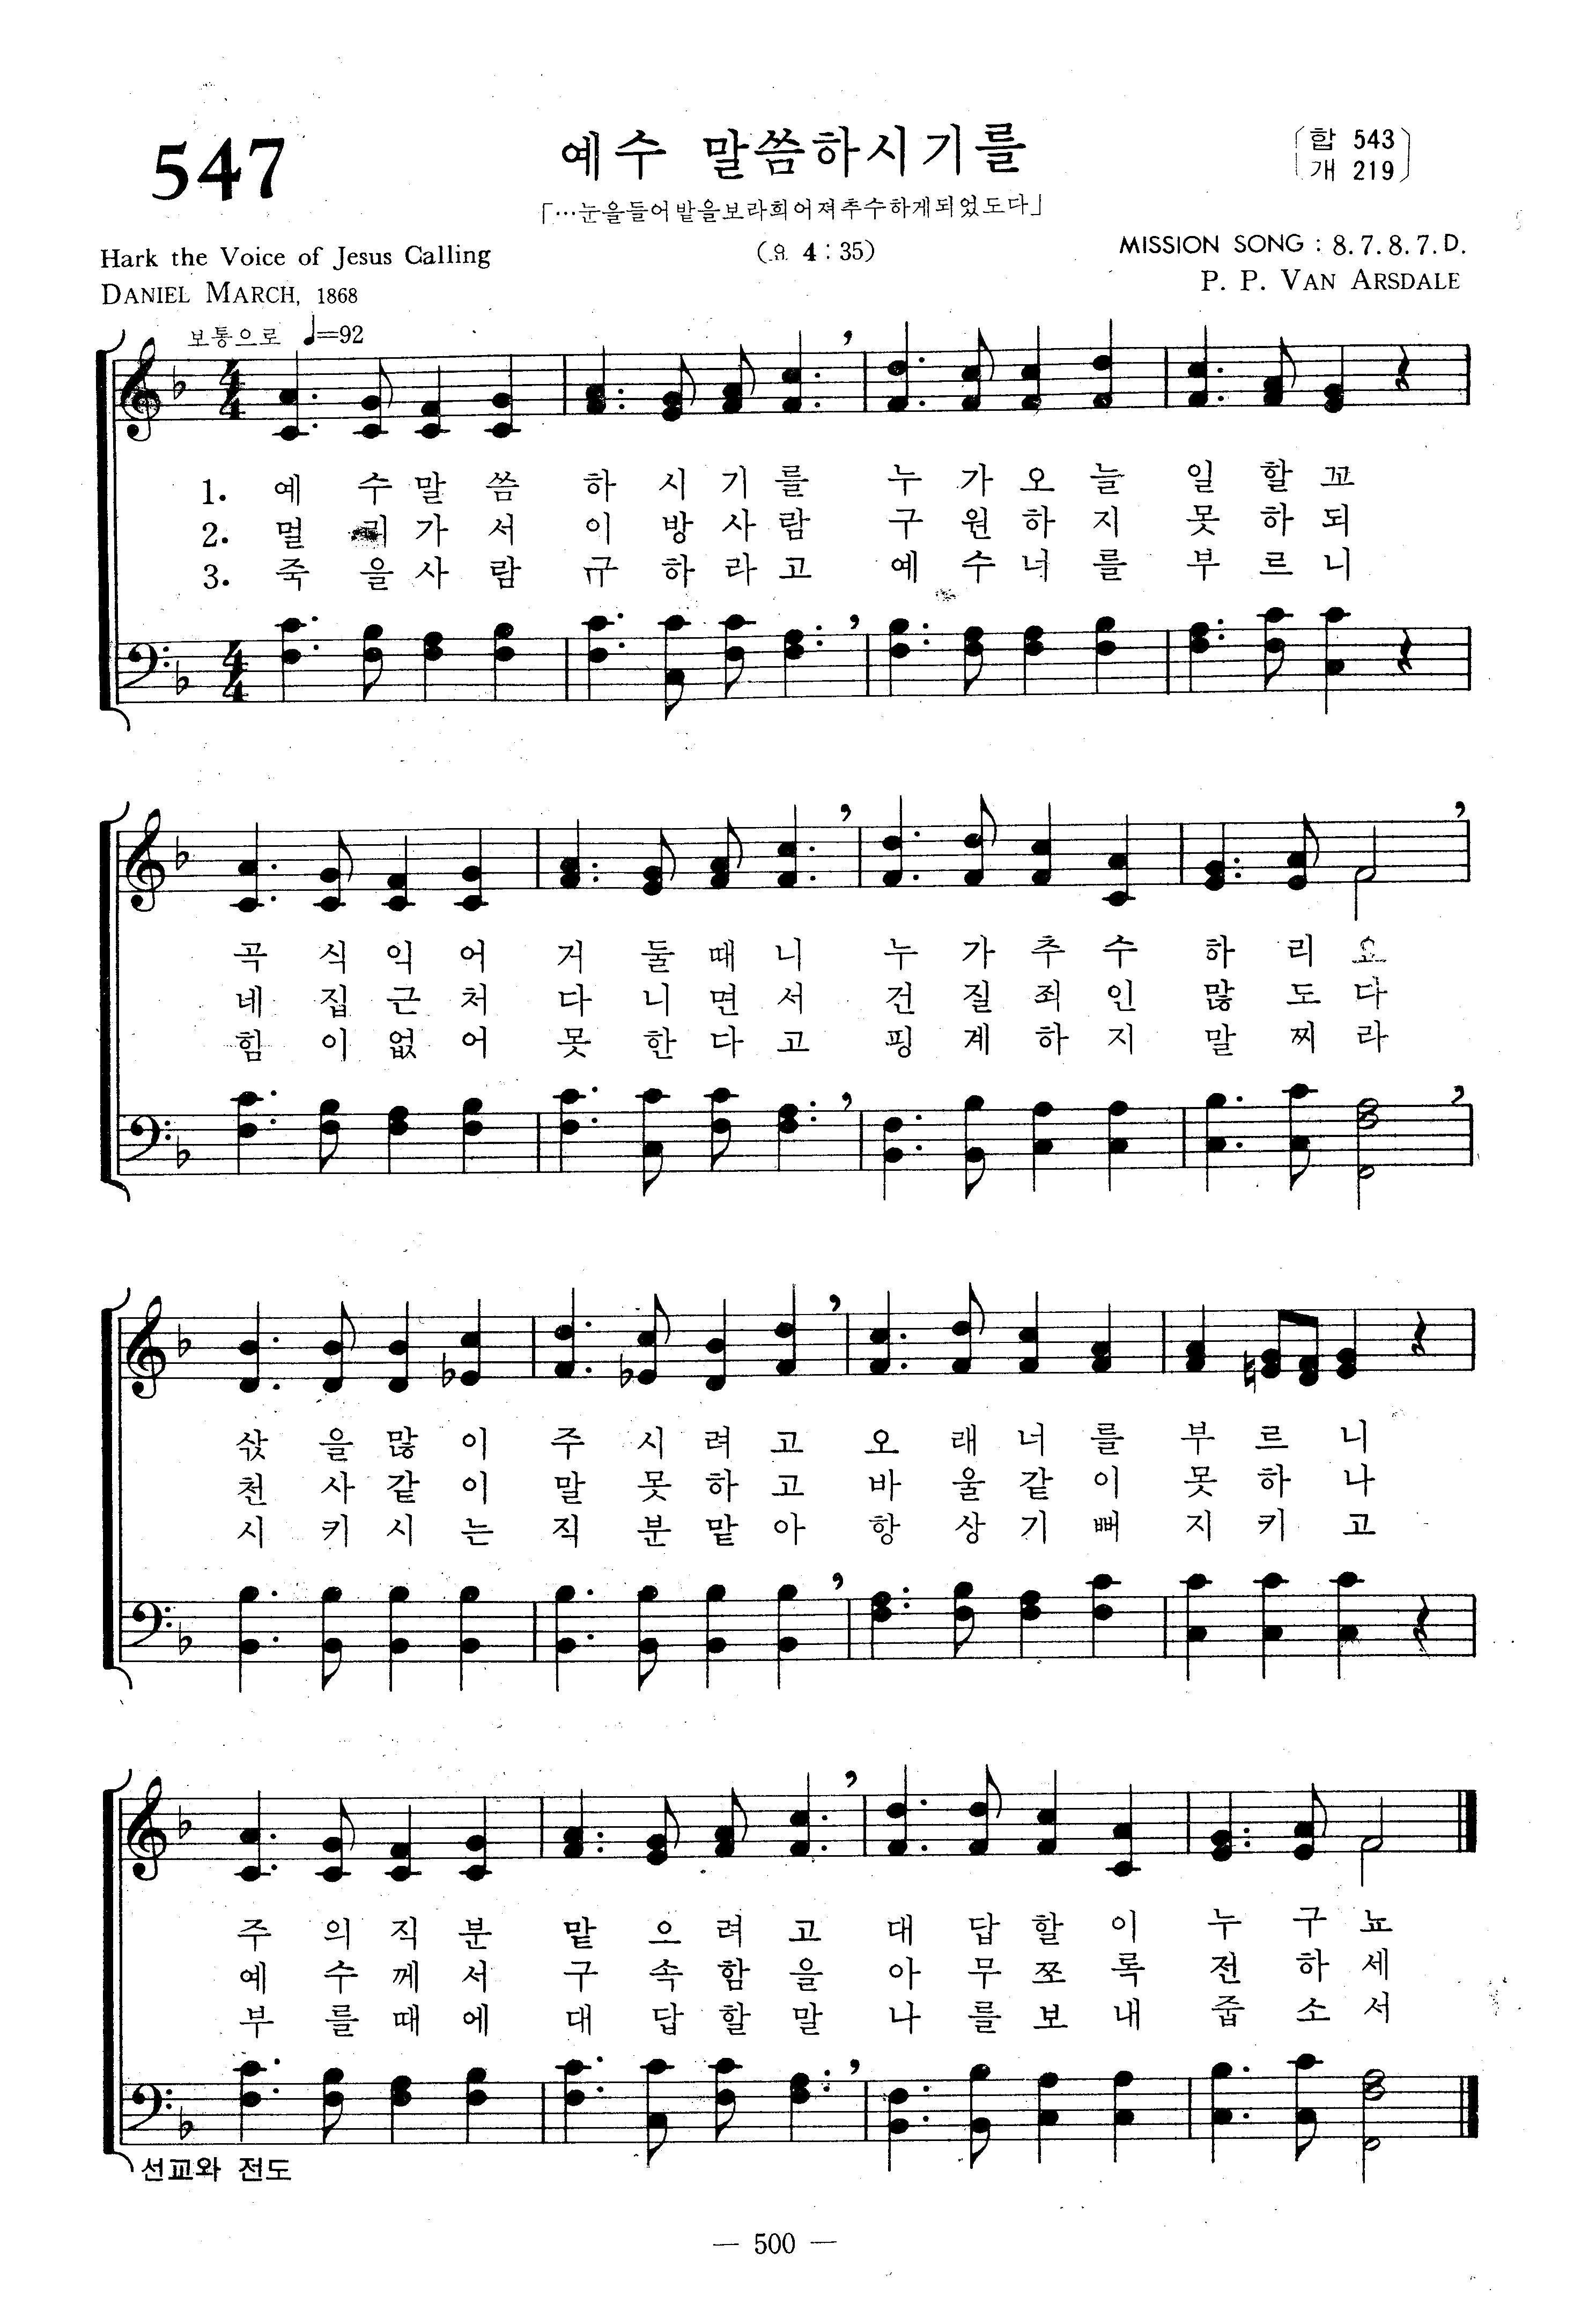 547
예수 말씀하시기를
〔합 543〕
〔개 219〕
「…눈을들어밭을보라희어져추수하게되었도다」
( 4 : 35)
Hark the Voice of Jesus Calling
DANIEL MARCH, 1868
MISSION SONG : 8. 7. 8. 7. D.
P. P. VAN ARSDALE
보통으로 ♩=92
1. 예 수 말 씀 하 시 기 를 누 가 오 늘 일 할 꼬
2. 멀 리 가 서 이 방 사 람 구 원 하 지 못 하 되
3. 죽 을 사 람 하 라 고 예 수 너 를 부 르 니
곡 식 익 어 거 둘 때 니 누 가 추 수 하 리 요
네 집 근 처 다 니 면 서 건 질 죄 인 많 도 다
힘 이 없 어 못 한 다 고 핑 계 하 지 말 찌 라
삯 을 많 이 주 시 려 고 오 래 너 를 부 르 니
천 사 같 이 말 못 하 고 바 울 같 이 못 하 나
시 키 시 는 직 분 맡 아 항 상 기 뻐 지 키 고
주 의 직 분 맡 으 려 고 대 답 할 이 누 구 뇨
예 수 께 서 구 속 함 을 아 무 쪼 록 전 하 세
부 를 때 에 대 답 할 말 나 를 보 내 줍 소 서
선교와 전도
— 500 —